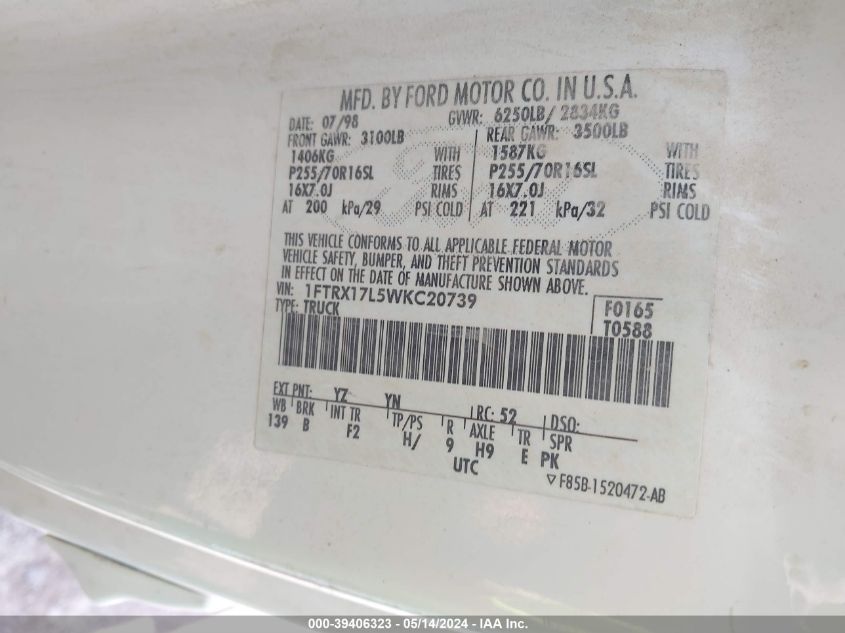 MFD. BY FORD MOTOR CO. IN U.S.A.
DATE: 07/98 GVWR: 6250LB/ 2834KG
FRONT GAWR: 3100LB REAR GAWR: 3500LB
1406KG WITH 1587KG WITH
P255/70R16SL TIRES P255/70R16SL TIRES
16X7.0J RIMS 16X7.0J RIMS
AT 200 kPa/29 PSI COLD AT 221 kPa/32 PSI COLD
THIS VEHICLE CONFORMS TO ALL APPLICABLE FEDERAL MOTOR
VEHICLE SAFETY, BUMPER, AND THEFT PREVENTION STANDARDS
IN EFFECT ON THE DATE OF MANUFACTURE SHOWN ABOVE.
VIN: 1FTRX17L5WKC20739 F0165
TYPE: TRUCK T0588
EXT PNT: YZ YN RC: 52 DSO:
WB BRK INT TR TP/PS R AXLE TR SPR
139 B F2 H/ 9 H9 E PK
UTC
▽ F85B-1520472-AB
000-39406323 - 05/14/2024 - IAA Inc.